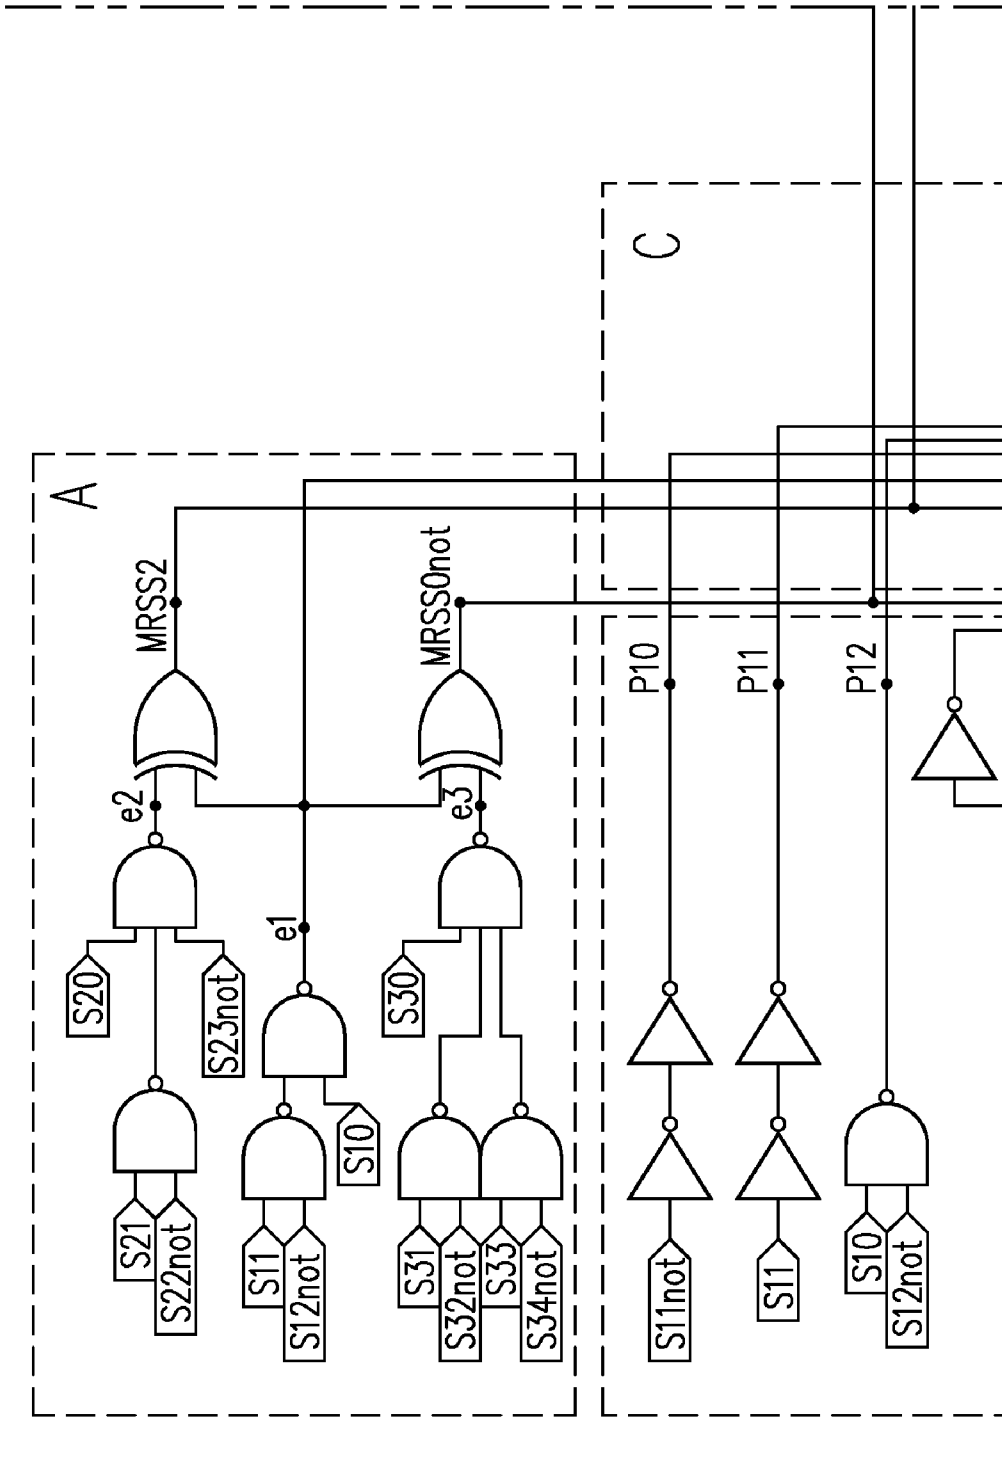 A
C
MRSS2
MRSS0not
e2
e3
e1
P10
P11
P12
S20
S23not
S30
S10
S21
S22not
S11
S12not
S31
S32not
S33
S34not
S11not
S11
S10
S12not